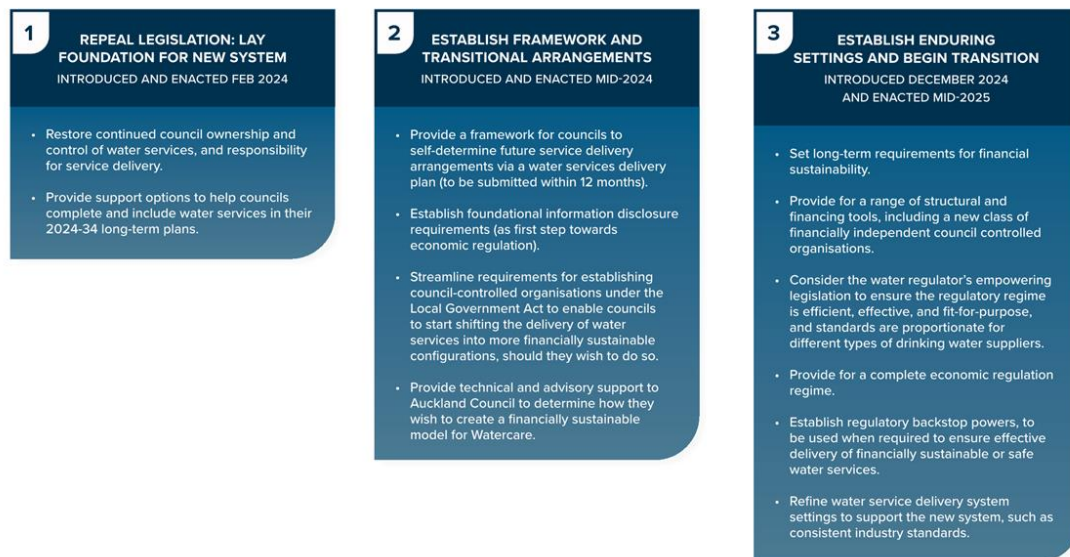 1
REPEAL LEGISLATION: LAY
FOUNDATION FOR NEW SYSTEM
INTRODUCED AND ENACTED FEB 2024
• Restore continued council ownership and
control of water services, and responsibility
for service delivery.
• Provide support options to help councils
complete and include water services in their
2024-34 long-term plans.
2
ESTABLISH FRAMEWORK AND
TRANSITIONAL ARRANGEMENTS
INTRODUCED AND ENACTED MID-2024
• Provide a framework for councils to
self-determine future service delivery
arrangements via a water services delivery
plan (to be submitted within 12 months).
• Establish foundational information disclosure
requirements (as first step towards
economic regulation).
• Streamline requirements for establishing
council-controlled organisations under the
Local Government Act to enable councils
to start shifting the delivery of water
services into more financially sustainable
configurations, should they wish to do so.
• Provide technical and advisory support to
Auckland Council to determine how they
wish to create a financially sustainable
model for Watercare.
3
ESTABLISH ENDURING
SETTINGS AND BEGIN TRANSITION
INTRODUCED DECEMBER 2024
AND ENACTED MID-2025
• Set long-term requirements for financial
sustainability.
• Provide for a range of structural and
financing tools, including a new class of
financially independent council controlled
organisations.
• Consider the water regulator's empowering
legislation to ensure the regulatory regime
is efficient, effective, and fit-for-purpose,
and standards are proportionate for
different types of drinking water suppliers.
• Provide for a complete economic regulation
regime.
• Establish regulatory backstop powers, to
be used when required to ensure effective
delivery of financially sustainable or safe
water services.
• Refine water service delivery system
settings to support the new system, such as
consistent industry standards.